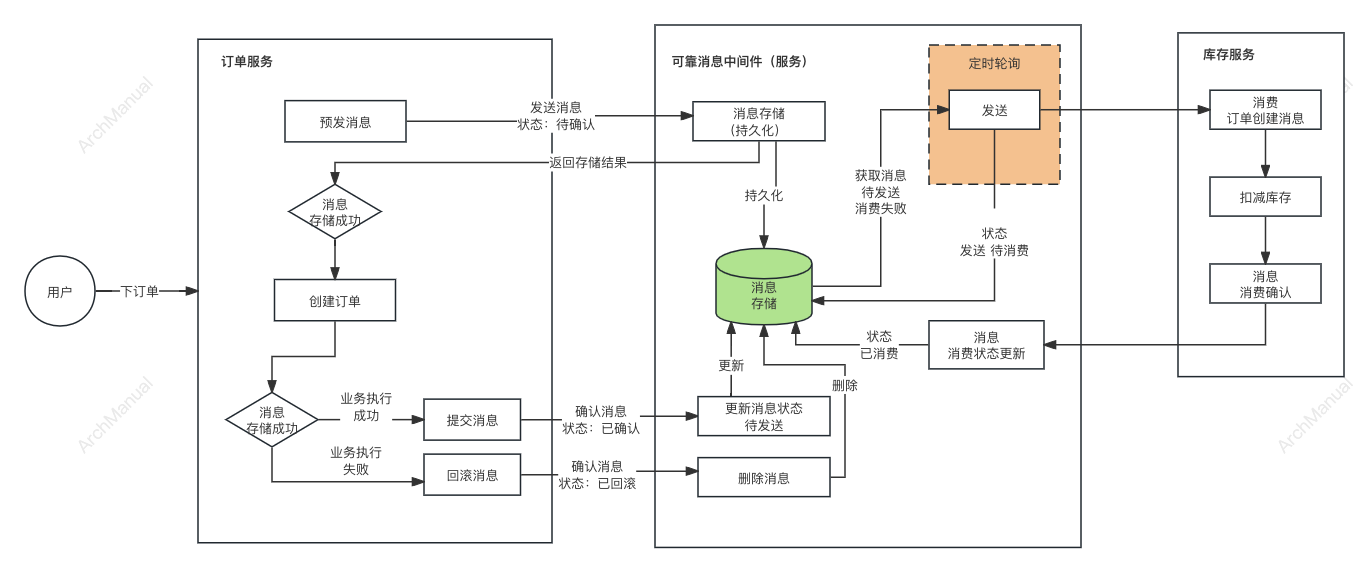 订单服务
可靠消息中间件（服务）
库存服务
定时轮询
预发消息
发送消息
状态：待确认
消息存储
(持久化)
发送
消费
订单创建消息
返回存储结果
消息
存储成功
持久化
获取消息
待发送
消费失败
扣减库存
状态
发送 待消费
用户
下订单
创建订单
消息
存储
消息
消费确认
状态
已消费
消息
消费状态更新
更新
删除
消息
存储成功
业务执行
成功
提交消息
确认消息
状态：已确认
更新消息状态
待发送
业务执行
失败
回滚消息
确认消息
状态：已回滚
删除消息
ArchManual
ArchManual
ArchManual